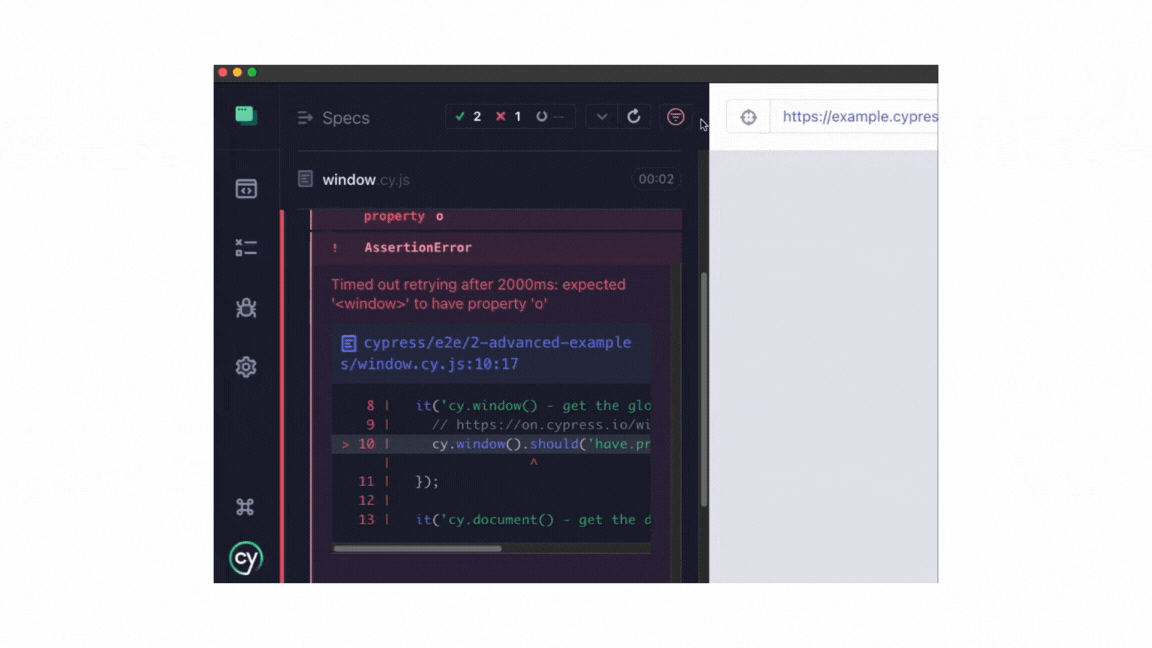 Specs
2
1
--
https://example.cypres
window.cy.js
00:02
property o
! AssertionError
Timed out retrying after 2000ms: expected
'<window>' to have property 'o'
cypress/e2e/2-advanced-example
s/window.cy.js:10:17
8 | it('cy.window() - get the glo
9 | // https://on.cypress.io/wi
> 10 | cy.window().should('have.pr
| ^
11 | });
12 |
13 | it('cy.document() - get the d
cy